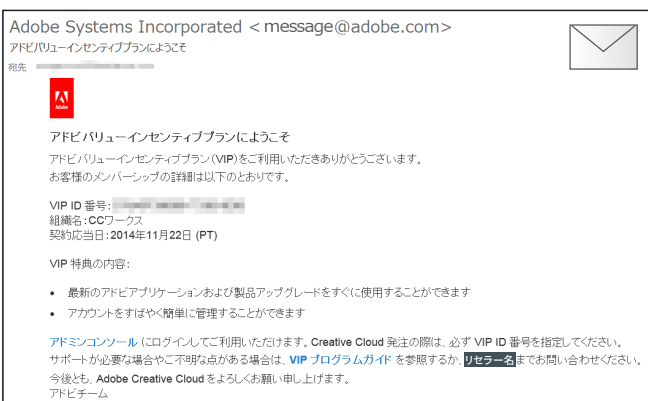 Adobe Systems Incorporated <message@adobe.com>
アドビバリューインセンティブプランにようこそ
宛先
Adobe
アドビ バリューインセンティブプランにようこそ
アドビバリューインセンティブプラン(VIP)をご利用いただきありがとうございます。
お客様のメンバーシップの詳細は以下のとおりです。
VIP ID 番号:
組織名:CCワークス
契約応当日:2014年11月22日 (PT)
VIP 特典の内容:
• 最新のアドビアプリケーションおよび製品アップグレードをすぐに使用することができます
• アカウントをすばやく簡単に管理することができます
アドミンコンソール にログインしてご利用いただけます。Creative Cloud 発注の際は、必ず VIP ID 番号を指定してください。
サポートが必要な場合やご不明な点がある場合は、VIP プログラムガイド を参照するか、リセラー名までお問い合わせください。
今後とも、Adobe Creative Cloud をよろしくお願い申し上げます。
アドビチーム